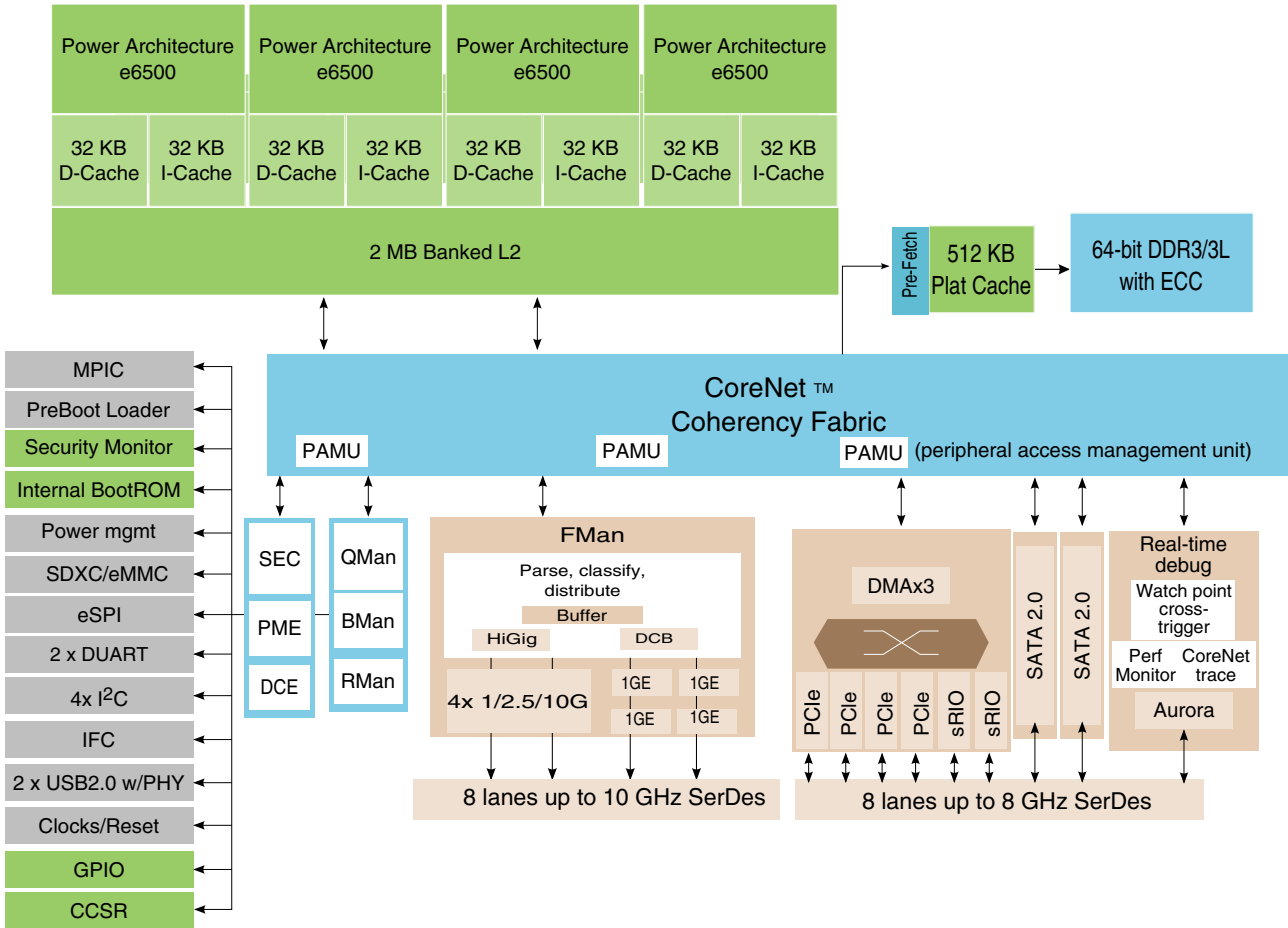 Power Architecture
e6500
Power Architecture
e6500
Power Architecture
e6500
Power Architecture
e6500
32 KB
D-Cache
32 KB
I-Cache
32 KB
D-Cache
32 KB
I-Cache
32 KB
D-Cache
32 KB
I-Cache
32 KB
D-Cache
32 KB
I-Cache
2 MB Banked L2
Pre-Fetch
512 KB
Plat Cache
64-bit DDR3/3L
with ECC
MPIC
PreBoot Loader
Security Monitor
Internal BootROM
Power mgmt
SDXC/eMMC
eSPI
2 x DUART
4x I²C
IFC
2 x USB2.0 w/PHY
Clocks/Reset
GPIO
CCSR
CoreNet TM
Coherency Fabric
PAMU
PAMU
PAMU (peripheral access management unit)
SEC
PME
DCE
QMan
BMan
RMan
FMan
Parse, classify,
distribute
Buffer
HiGig
DCB
4x 1/2.5/10G
1GE
1GE
1GE
1GE
8 lanes up to 10 GHz SerDes
DMAx3
PCIe
PCIe
PCIe
PCIe
sRIO
sRIO
SATA 2.0
SATA 2.0
Real-time
debug
Watch point
cross-
trigger
Perf
Monitor
CoreNet
trace
Aurora
8 lanes up to 8 GHz SerDes